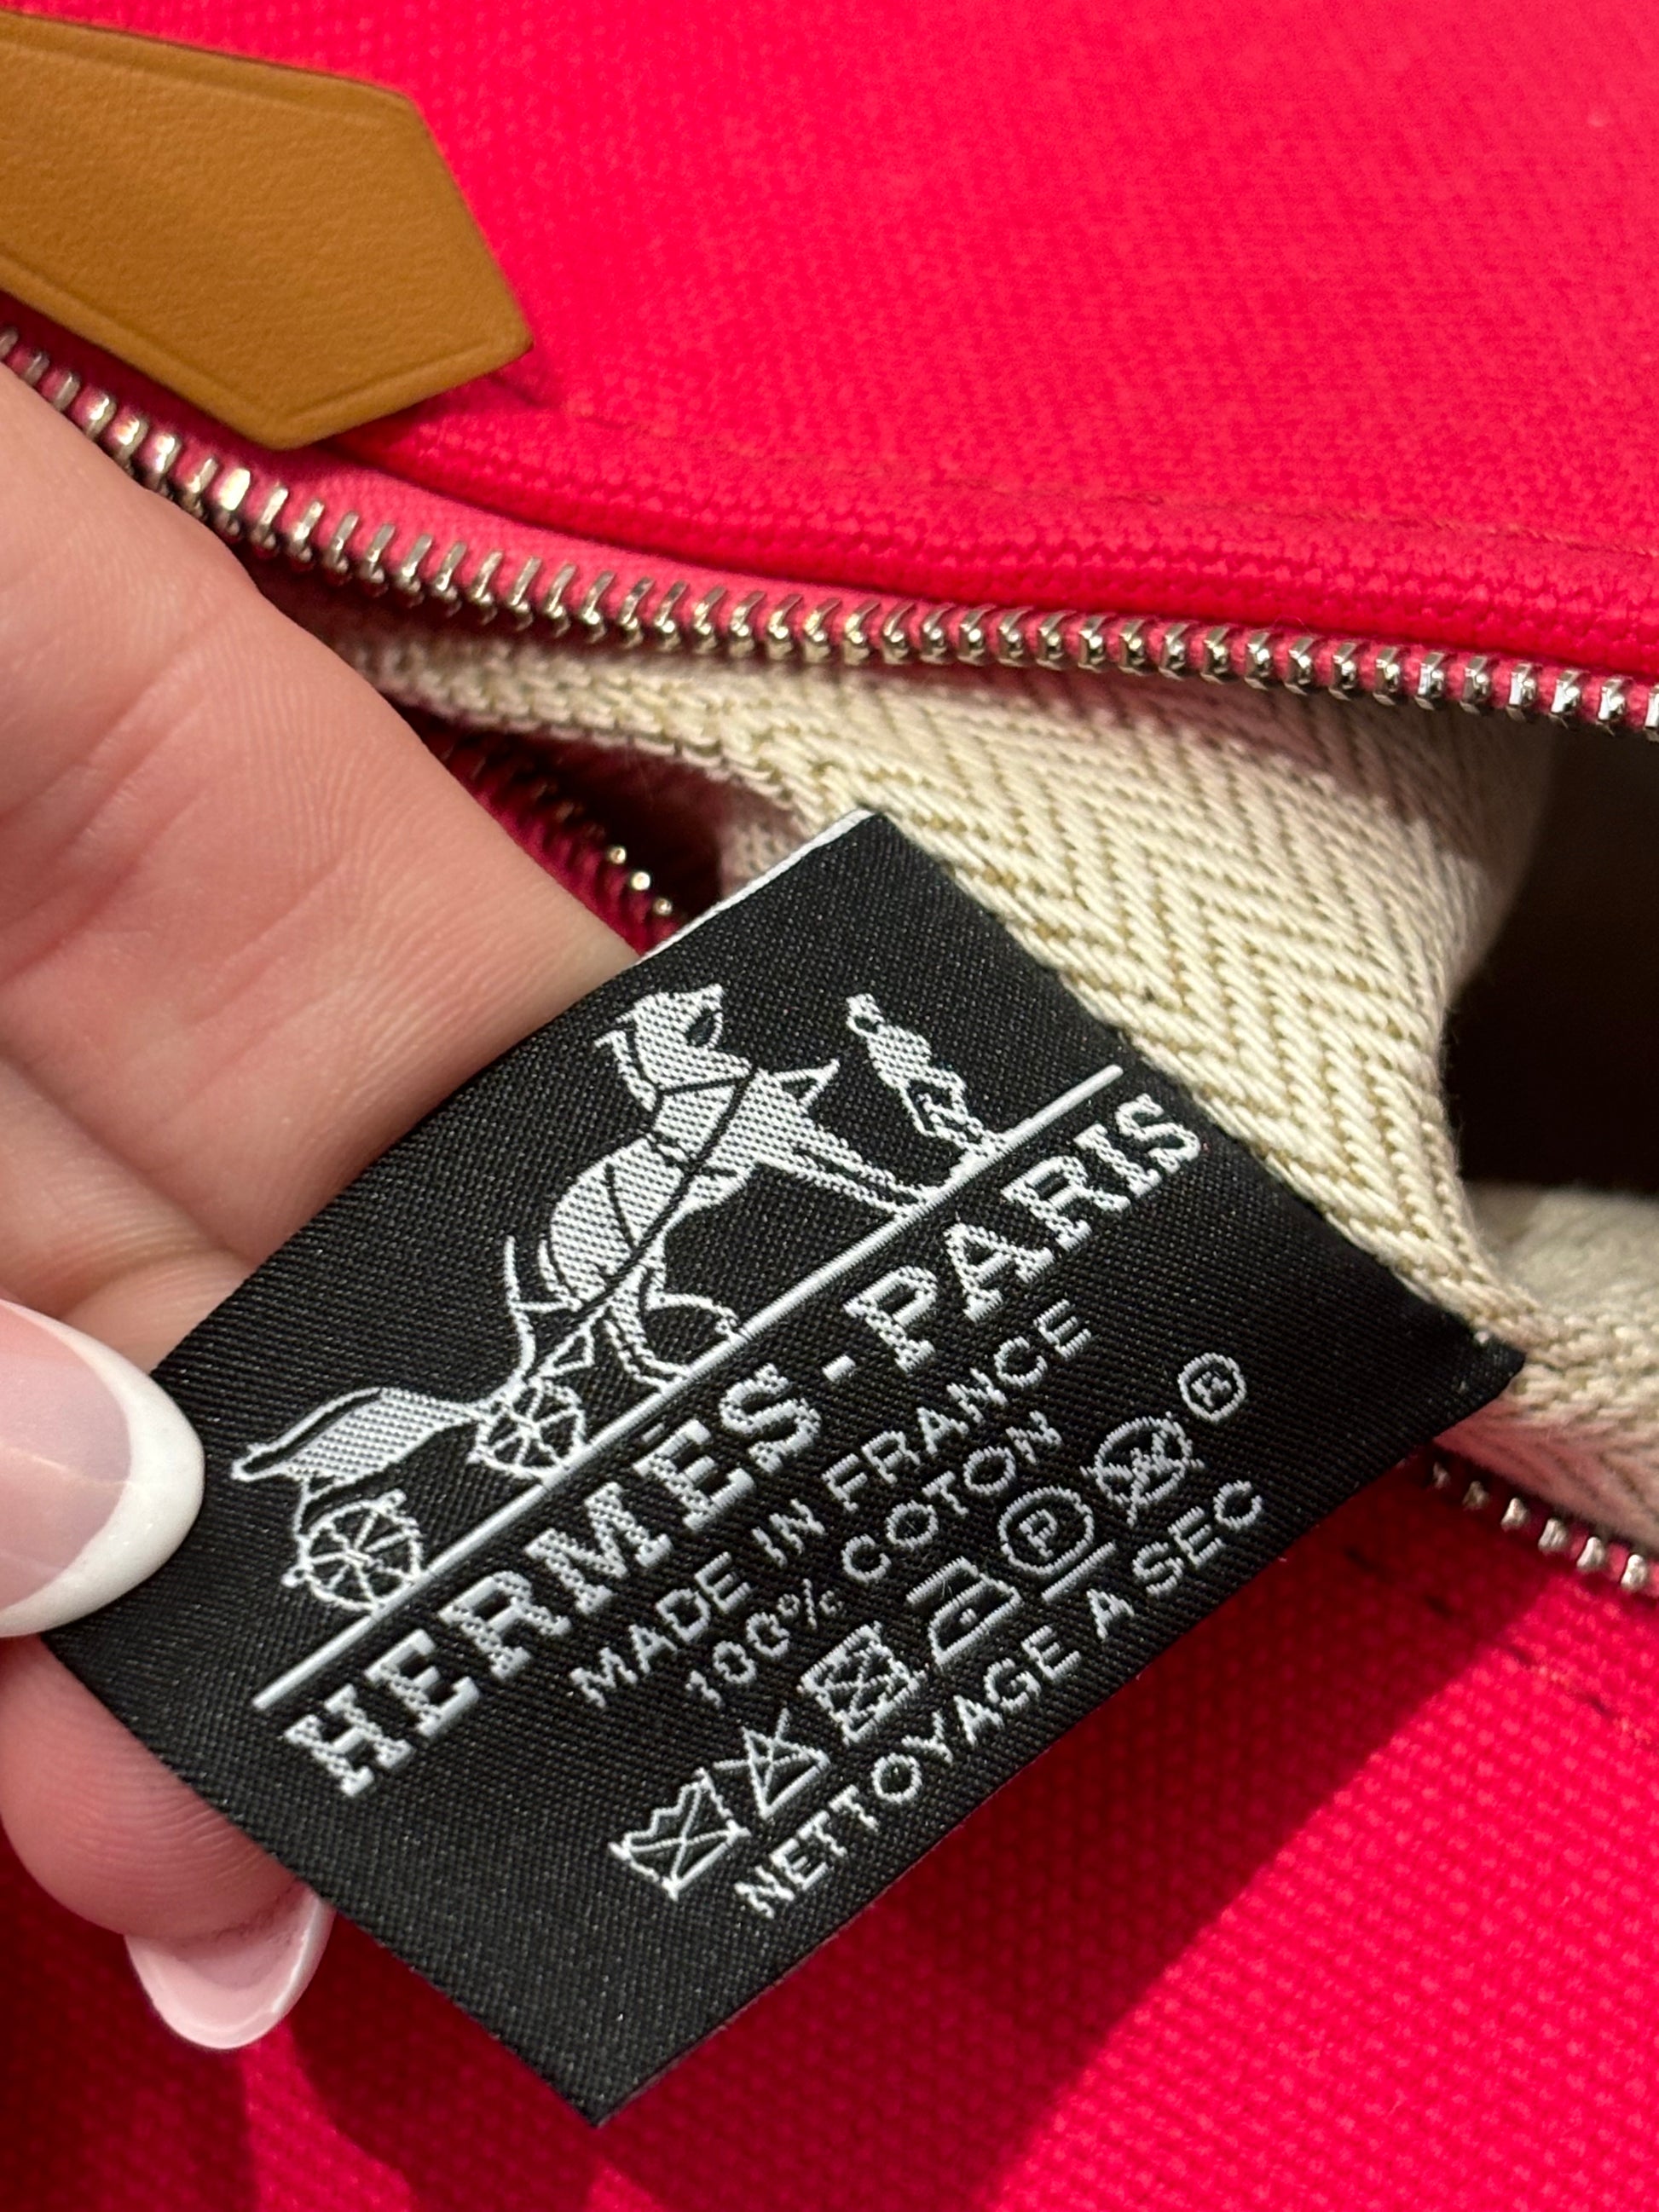 HERMES-PARIS
MADE IN FRANCE
100% COTON
P
®
NETTOYAGE A SEC